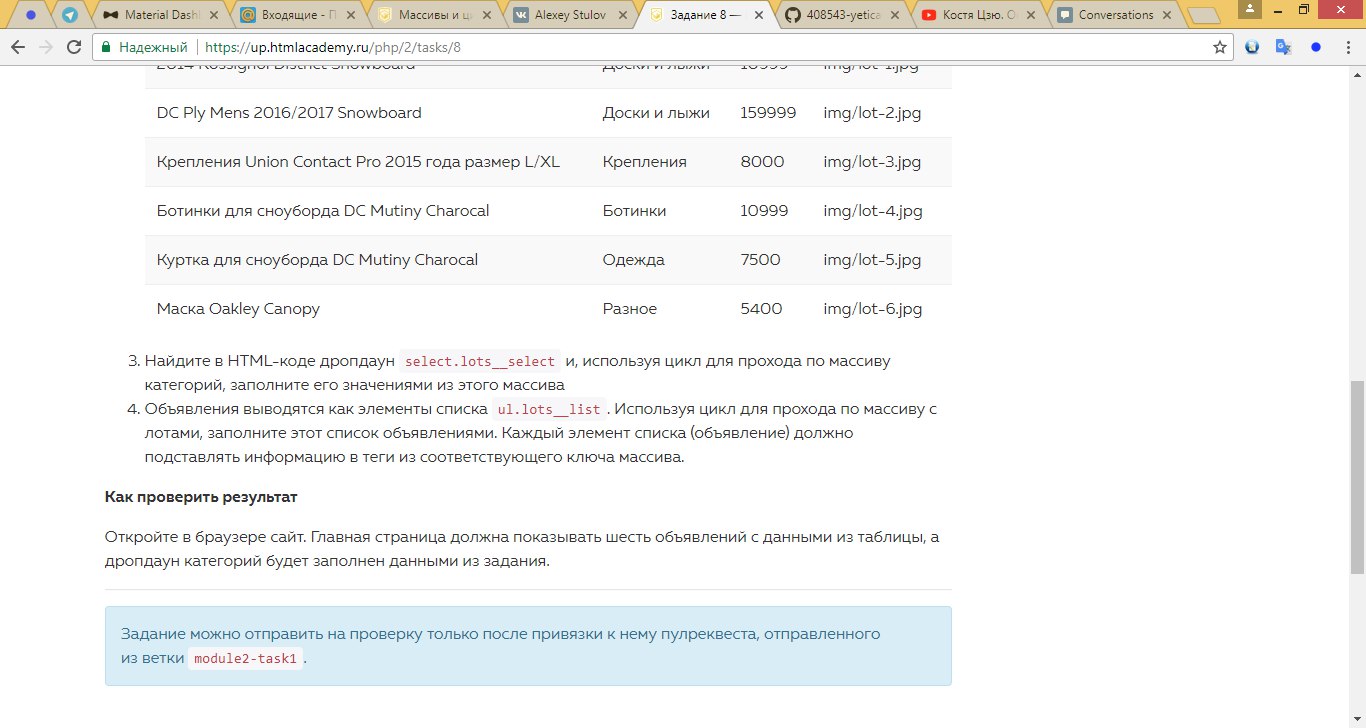 Material Dash
Входящие - П
Массивы и ц
Alexey Stulov
Задание 8 —
408543-yetica
Костя Цзю. О
Conversations
Надежный https://up.htmlacademy.ru/php/2/tasks/8
2014 Rossignol District Snowboard Доски и лыжи 10999 img/lot-1.jpg
DC Ply Mens 2016/2017 Snowboard Доски и лыжи 159999 img/lot-2.jpg
Крепления Union Contact Pro 2015 года размер L/XL Крепления 8000 img/lot-3.jpg
Ботинки для сноуборда DC Mutiny Charocal Ботинки 10999 img/lot-4.jpg
Куртка для сноуборда DC Mutiny Charocal Одежда 7500 img/lot-5.jpg
Маска Oakley Canopy Разное 5400 img/lot-6.jpg
3. Найдите в HTML-коде дропдаун select.lots__select и, используя цикл для прохода по массиву
категорий, заполните его значениями из этого массива
4. Объявления выводятся как элементы списка ul.lots__list. Используя цикл для прохода по массиву с
лотами, заполните этот список объявлениями. Каждый элемент списка (объявление) должно
подставлять информацию в теги из соответствующего ключа массива.
Как проверить результат
Откройте в браузере сайт. Главная страница должна показывать шесть объявлений с данными из таблицы, а
дропдаун категорий будет заполнен данными из задания.
Задание можно отправить на проверку только после привязки к нему пулреквеста, отправленного
из ветки module2-task1.